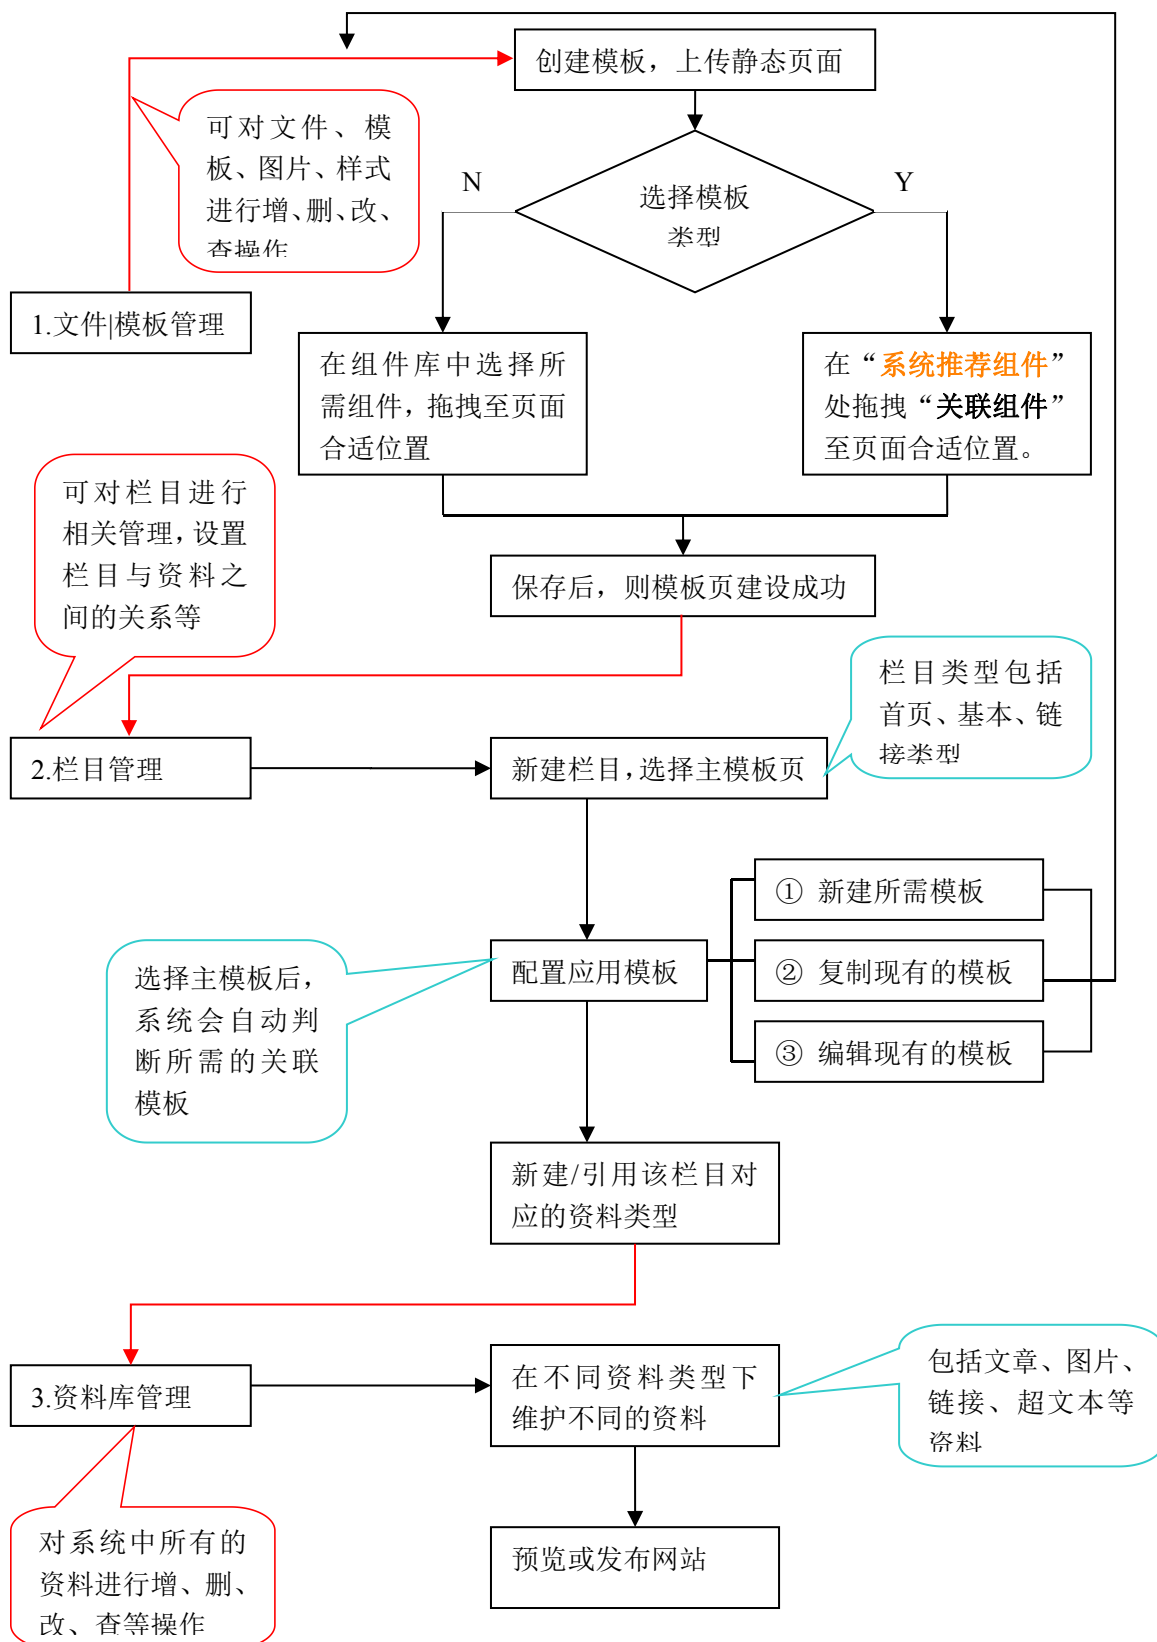 创建模板，上传静态页面
可对文件、模
板、图片、样式
进行增、删、改、
查操作
N
Y
选择模板
类型
1.文件|模板管理
在组件库中选择所
需组件，拖拽至页面
合适位置
在“系统推荐组件”
处拖拽“关联组件”
至页面合适位置。
可对栏目进行
相关管理，设置
栏目与资料之
间的关系等
保存后，则模板页建设成功
栏目类型包括
首页、基本、链
接类型
2.栏目管理
新建栏目，选择主模板页
① 新建所需模板
选择主模板后，
系统会自动判
断所需的关联
模板
配置应用模板
② 复制现有的模板
③ 编辑现有的模板
新建/引用该栏目对
应的资料类型
3.资料库管理
在不同资料类型下
维护不同的资料
包括文章、图片、
链接、超文本等
资料
对系统中所有的
资料进行增、删、
改、查等操作
预览或发布网站